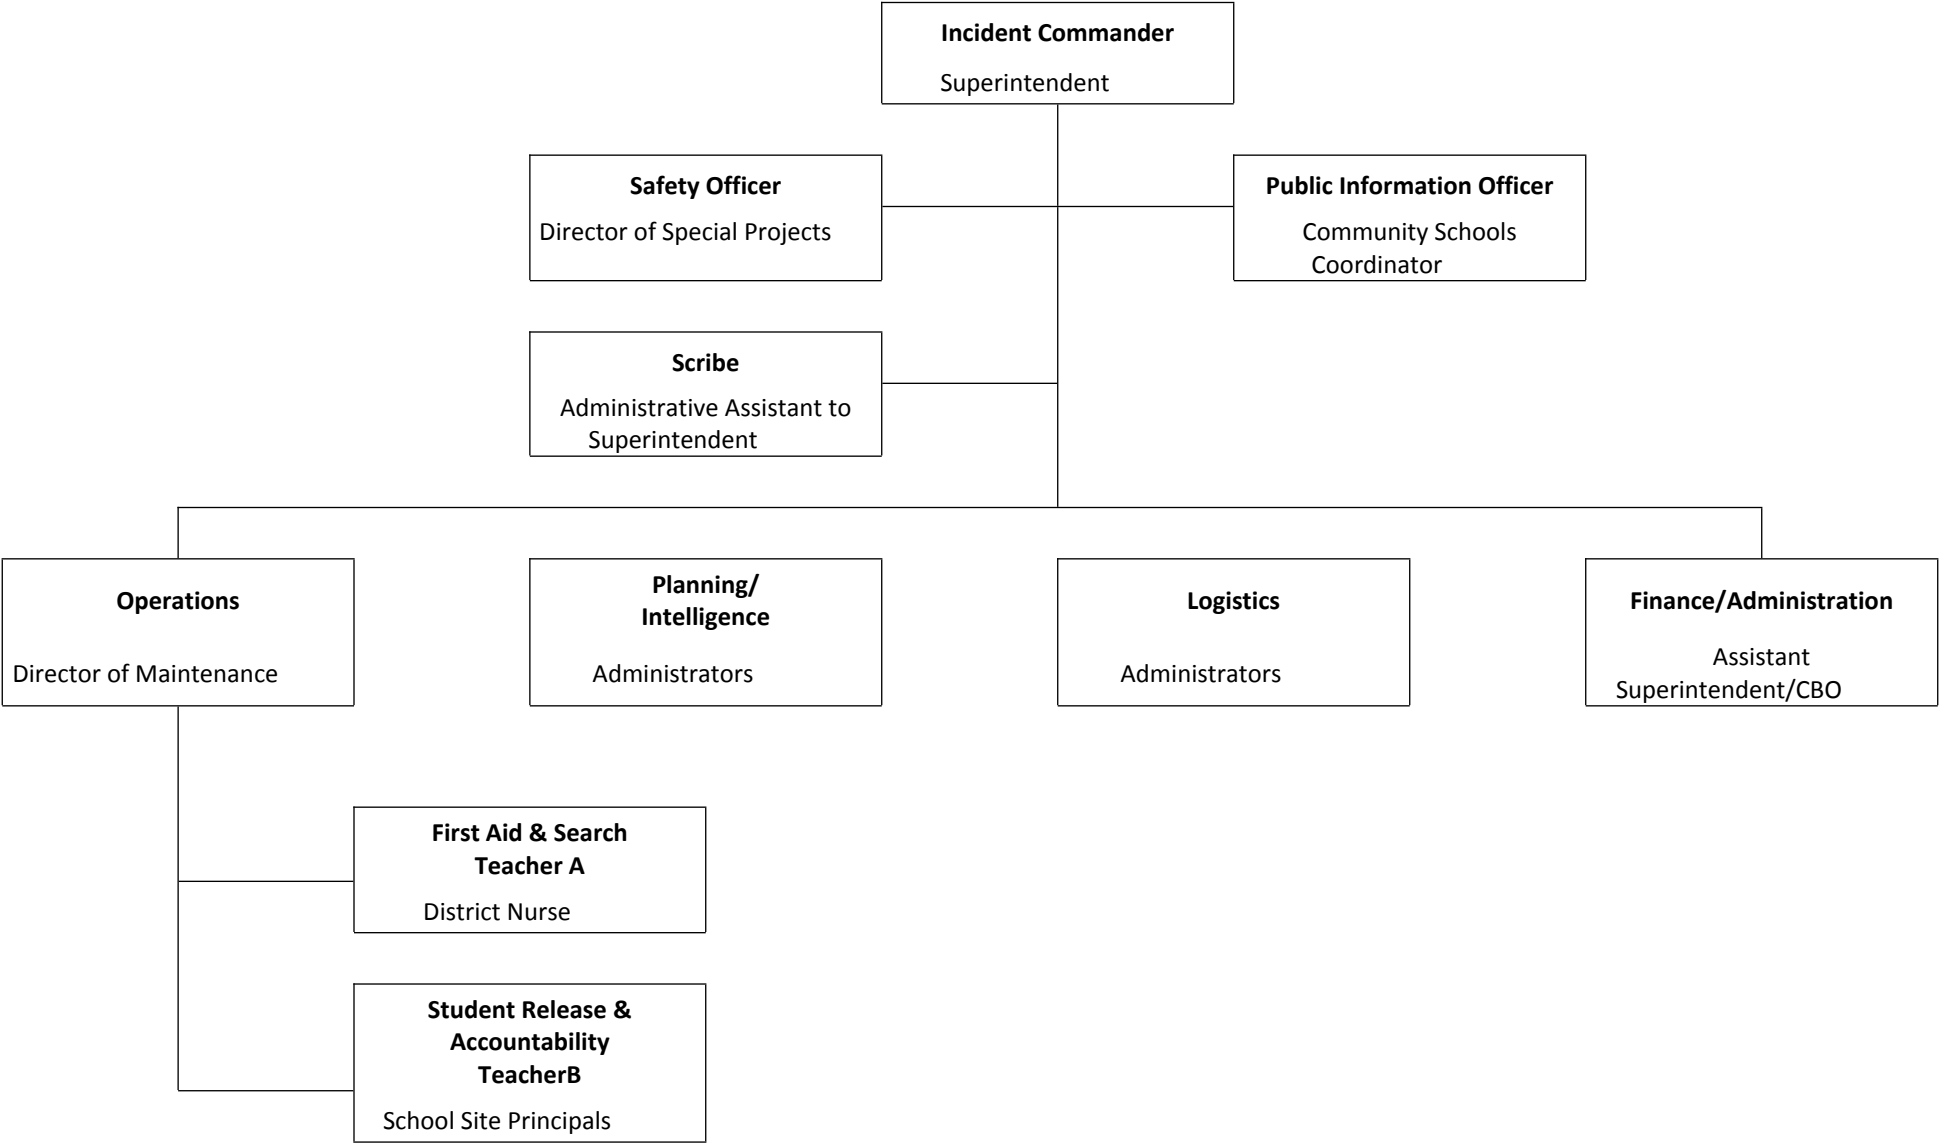 Incident Commander
Superintendent
Safety Officer
Director of Special Projects
Public Information Officer
Community Schools
Coordinator
Scribe
Administrative Assistant to
Superintendent
Operations
Director of Maintenance
Planning/
Intelligence
Administrators
Logistics
Administrators
Finance/Administration
Assistant
Superintendent/CBO
First Aid & Search
Teacher A
District Nurse
Student Release &
Accountability
TeacherB
School Site Principals